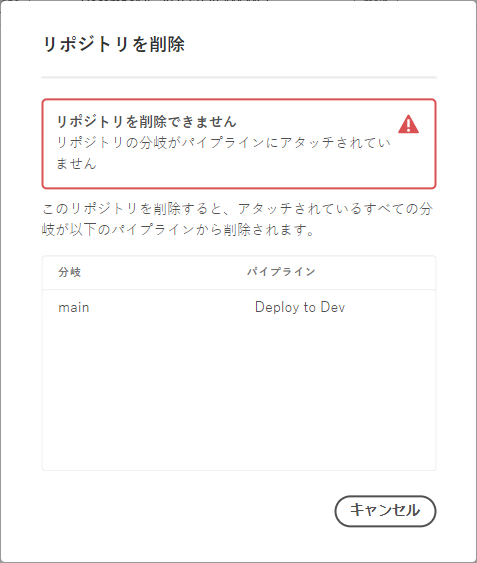 リポジトリを削除
リポジトリを削除できません
リポジトリの分岐がパイプラインにアタッチされてい
ません
このリポジトリを削除すると、アタッチされているすべての分
岐が以下のパイプラインから削除されます。
分岐 パイプライン
main Deploy to Dev
キャンセル